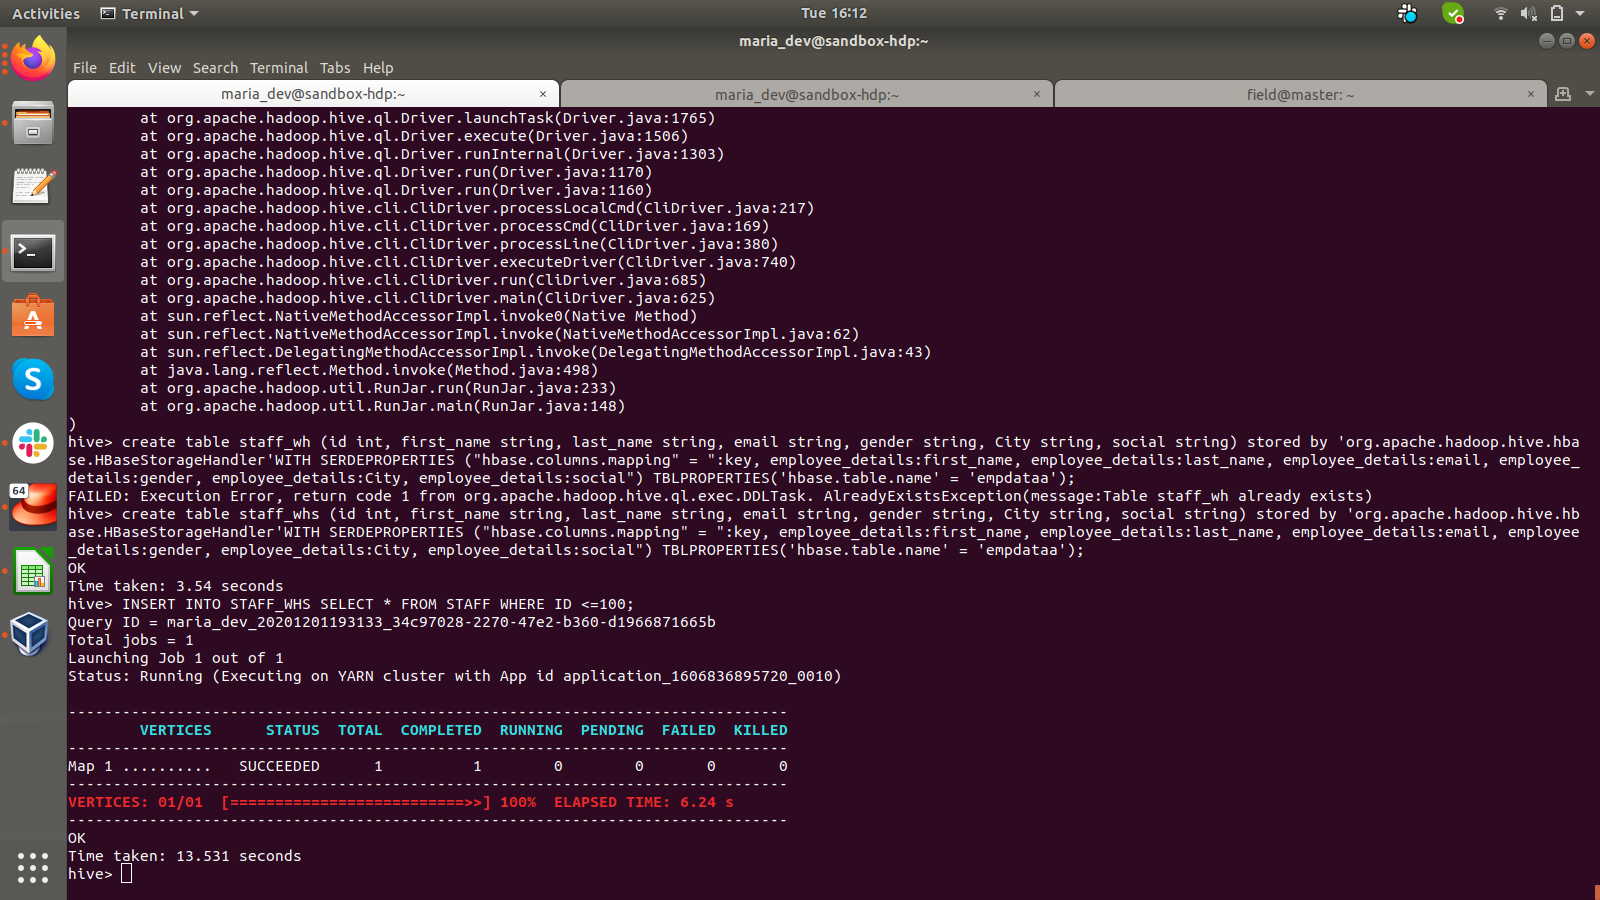 Activities Terminal Tue 16:12
maria_dev@sandbox-hdp:~
File Edit View Search Terminal Tabs Help
maria_dev@sandbox-hdp:~ × maria_dev@sandbox-hdp:~ × field@master: ~ ×
at org.apache.hadoop.hive.ql.Driver.launchTask(Driver.java:1765)
at org.apache.hadoop.hive.ql.Driver.execute(Driver.java:1506)
at org.apache.hadoop.hive.ql.Driver.runInternal(Driver.java:1303)
at org.apache.hadoop.hive.ql.Driver.run(Driver.java:1170)
at org.apache.hadoop.hive.ql.Driver.run(Driver.java:1160)
at org.apache.hadoop.hive.cli.CliDriver.processLocalCmd(CliDriver.java:217)
at org.apache.hadoop.hive.cli.CliDriver.processCmd(CliDriver.java:169)
at org.apache.hadoop.hive.cli.CliDriver.processLine(CliDriver.java:380)
at org.apache.hadoop.hive.cli.CliDriver.executeDriver(CliDriver.java:740)
at org.apache.hadoop.hive.cli.CliDriver.run(CliDriver.java:685)
at org.apache.hadoop.hive.cli.CliDriver.main(CliDriver.java:625)
at sun.reflect.NativeMethodAccessorImpl.invoke0(Native Method)
at sun.reflect.NativeMethodAccessorImpl.invoke(NativeMethodAccessorImpl.java:62)
at sun.reflect.DelegatingMethodAccessorImpl.invoke(DelegatingMethodAccessorImpl.java:43)
at java.lang.reflect.Method.invoke(Method.java:498)
at org.apache.hadoop.util.RunJar.run(RunJar.java:233)
at org.apache.hadoop.util.RunJar.main(RunJar.java:148)
)
hive> create table staff_wh (id int, first_name string, last_name string, email string, gender string, City string, social string) stored by 'org.apache.hadoop.hive.hba
se.HBaseStorageHandler'WITH SERDEPROPERTIES ("hbase.columns.mapping" = ":key, employee_details:first_name, employee_details:last_name, employee_details:email, employee_
details:gender, employee_details:City, employee_details:social") TBLPROPERTIES('hbase.table.name' = 'empdataa');
FAILED: Execution Error, return code 1 from org.apache.hadoop.hive.ql.exec.DDLTask. AlreadyExistsException(message:Table staff_wh already exists)
hive> create table staff_whs (id int, first_name string, last_name string, email string, gender string, City string, social string) stored by 'org.apache.hadoop.hive.hb
ase.HBaseStorageHandler'WITH SERDEPROPERTIES ("hbase.columns.mapping" = ":key, employee_details:first_name, employee_details:last_name, employee_details:email, employee
_details:gender, employee_details:City, employee_details:social") TBLPROPERTIES('hbase.table.name' = 'empdataa');
OK
Time taken: 3.54 seconds
hive> INSERT INTO STAFF_WHS SELECT * FROM STAFF WHERE ID <=100;
Query ID = maria_dev_20201201193133_34c97028-2270-47e2-b360-d1966871665b
Total jobs = 1
Launching Job 1 out of 1
Status: Running (Executing on YARN cluster with App id application_1606836895720_0010)
--------------------------------------------------------------------------------
VERTICES STATUS TOTAL COMPLETED RUNNING PENDING FAILED KILLED
--------------------------------------------------------------------------------
Map 1 .......... SUCCEEDED 1 1 0 0 0 0
--------------------------------------------------------------------------------
VERTICES: 01/01 [==========================>>] 100% ELAPSED TIME: 6.24 s
--------------------------------------------------------------------------------
OK
Time taken: 13.531 seconds
hive>
64